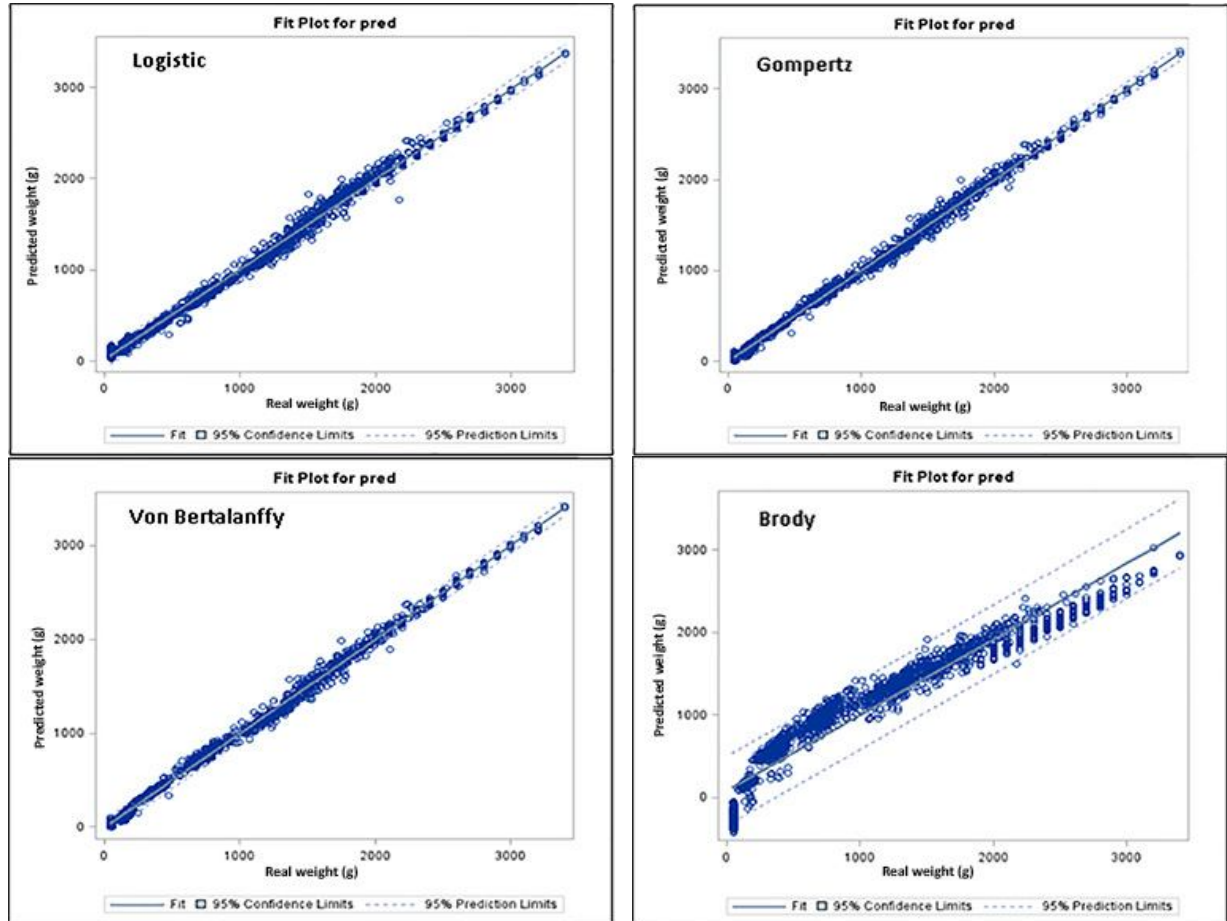 Fit Plot for pred
Logistic
Predicted weight (g)
3000
2000
1000
0
0 1000 2000 3000
Real weight (g)
Fit 95% Confidence Limits 95% Prediction Limits
Fit Plot for pred
Gompertz
Predicted weight (g)
3000
2000
1000
0
0 1000 2000 3000
Real weight (g)
Fit 95% Confidence Limits 95% Prediction Limits
Fit Plot for pred
Von Bertalanffy
Predicted weight (g)
3000
2000
1000
0
0 1000 2000 3000
Real weight (g)
Fit 95% Confidence Limits 95% Prediction Limits
Fit Plot for pred
Brody
Predicted weight (g)
3000
2000
1000
0
0 1000 2000 3000
Real weight (g)
Fit 95% Confidence Limits 95% Prediction Limits